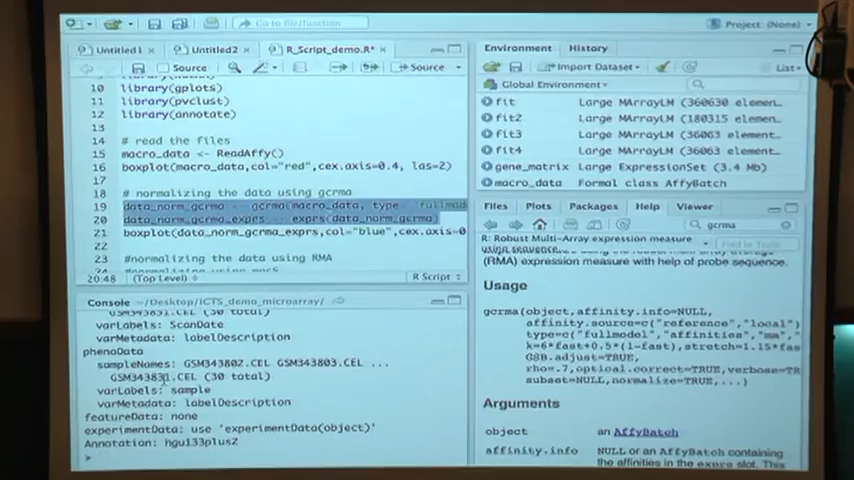 Go to file/function
Project: (None)
Untitled1
Untitled2
R_Script_demo.R*
Source
Source
10 library(gplots)
11 library(pvclust)
12 library(annotate)
13
14 # read the files
15 macro_data <- ReadAffy()
16 boxplot(macro_data,col="red",cex.axis=0.4, las=2)
17
18 # normalizing the data using gcrma
19 data_norm_gcrma <- gcrma(macro_data, type = "fullmod
20 data_norm_gcrma_exprs <- exprs(data_norm_gcrma)
21 boxplot(data_norm_gcrma_exprs,col="blue",cex.axis=0
22
23 #normalizing the data using RMA
20:48 (Top Level) R Script
Console ~/Desktop/ICTS_demo_microarray/
GSM343831.CEL (30 total)
varLabels: ScanDate
varMetadata: labelDescription
phenoData
sampleNames: GSM343802.CEL GSM343803.CEL ...
GSM343831.CEL (30 total)
varLabels: sample
varMetadata: labelDescription
featureData: none
experimentData: use 'experimentData(object)'
Annotation: hgu133plus2
>
Environment History
Import Dataset List
Global Environment
fit Large MArrayLM (360630 elemen...
fit2 Large MArrayLM (180315 elemen...
fit3 Large MArrayLM (36063 element...
fit4 Large MArrayLM (36063 element...
gene_matrix Large ExpressionSet (3.4 Mb)
macro_data Formal class AffyBatch
Files Plots Packages Help Viewer
gcrma
R: Robust Multi-Array expression measure Find in Topic
(RMA) expression measure with help of probe sequence.
Usage
gcrma(object,affinity.info=NULL,
affinity.source=c("reference","local")
type=c("fullmodel","affinities","mm",
k=6*fast+0.5*(1-fast),stretch=1.15*fas
GSB.adjust=TRUE,
rho=.7,optical.correct=TRUE,verbose=TR
subset=NULL,normalize=TRUE,...)
Arguments
object an AffyBatch
affinity.info NULL or an AffyBatch containing
the affinities in the exprs slot. This